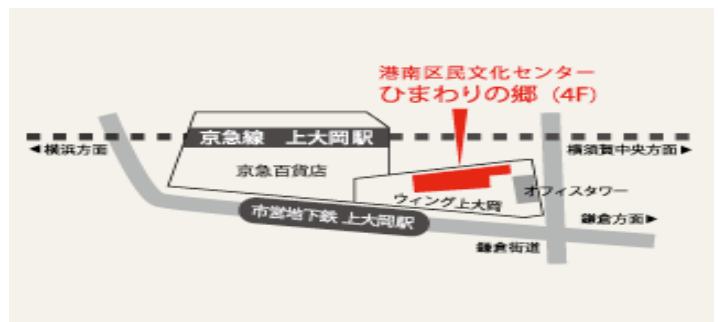 港南区民文化センター
ひまわりの郷 (4F)
京急線 上大岡駅
◀横浜方面
横須賀中央方面▶
京急百貨店
オフィスタワー
ウィング上大岡
市営地下鉄 上大岡駅
鎌倉方面▶
鎌倉街道